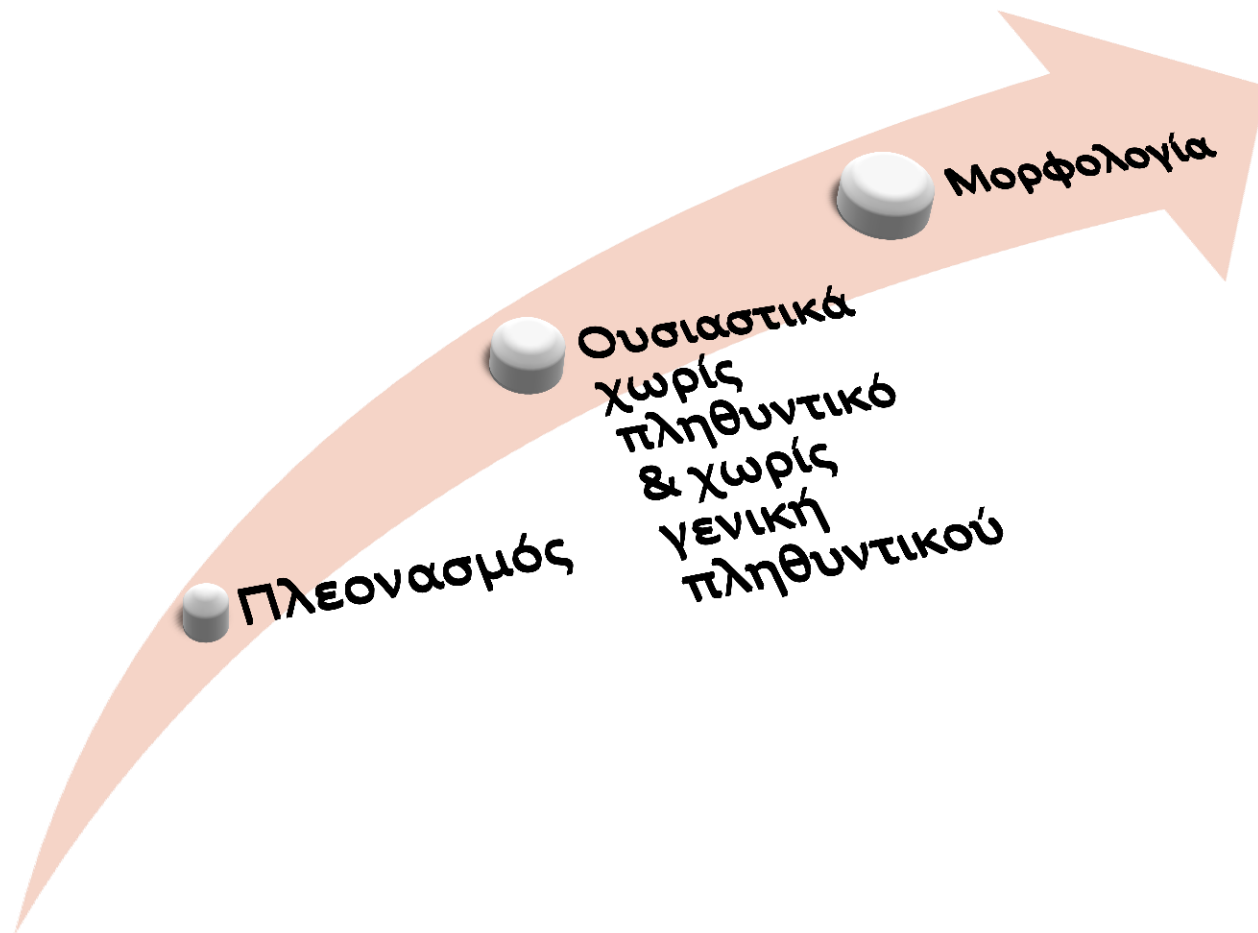 Πλεονασμός
Ουσιαστικά
χωρίς
πληθυντικό
& χωρίς
γενική
πληθυντικού
Μορφολογία